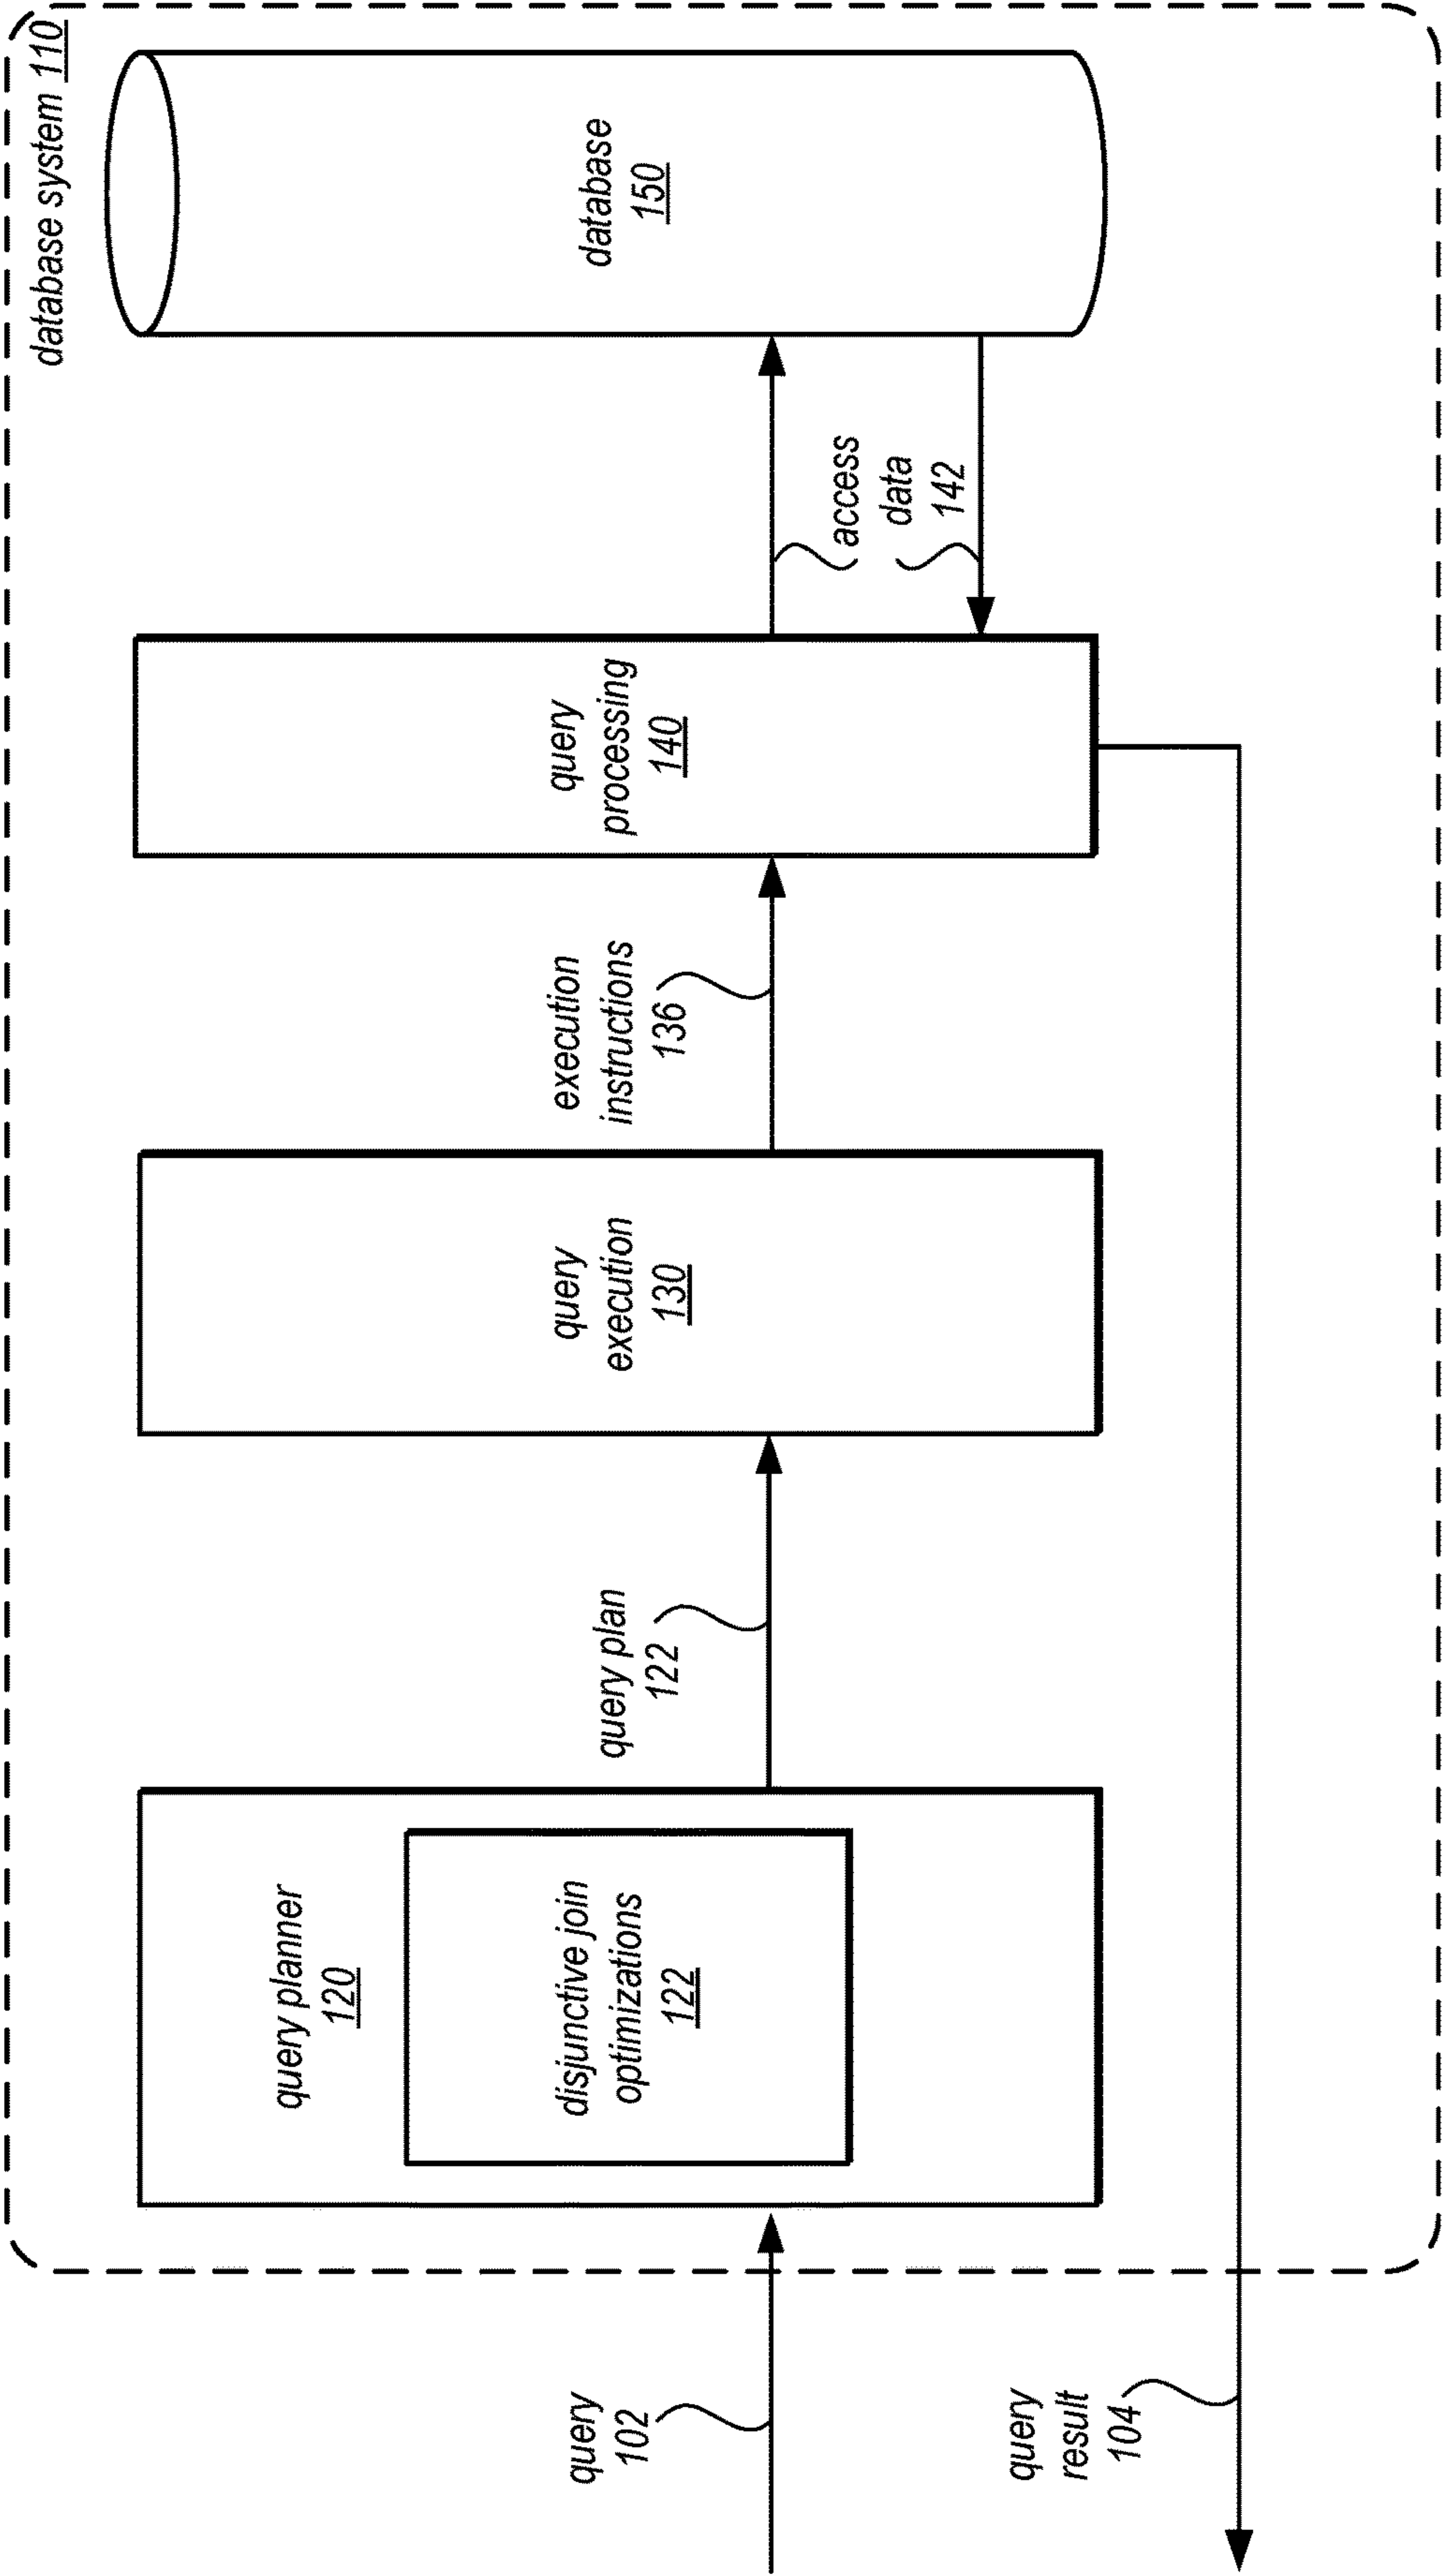 database system 110
query planner
120
disjunctive join
optimizations
122
query plan
122
query
execution
130
execution
instructions
136
query
processing
140
access
data
142
database
150
query
102
query
result
104